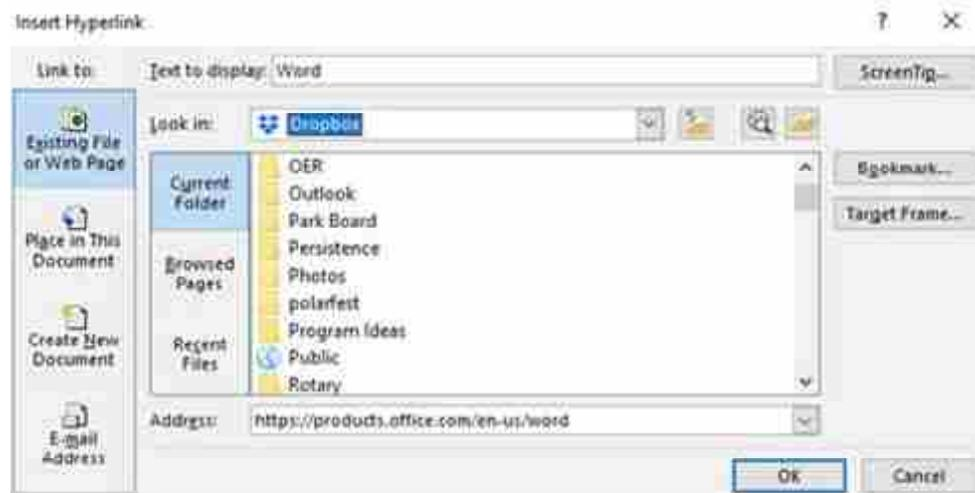 Insert Hyperlink
? ×
Link to:
Text to display: Word
ScreenTip...
Existing File
or Web Page
Look in:
Dropbox
Current
Folder
OER
Outlook
Park Board
Persistence
Photos
polarfest
Program Ideas
Public
Rotary
Bookmark...
Target Frame...
Place in This
Document
Browsed
Pages
Create New
Document
Recent
Files
E-mail
Address
Address:
https://products.office.com/en-us/word
OK
Cancel